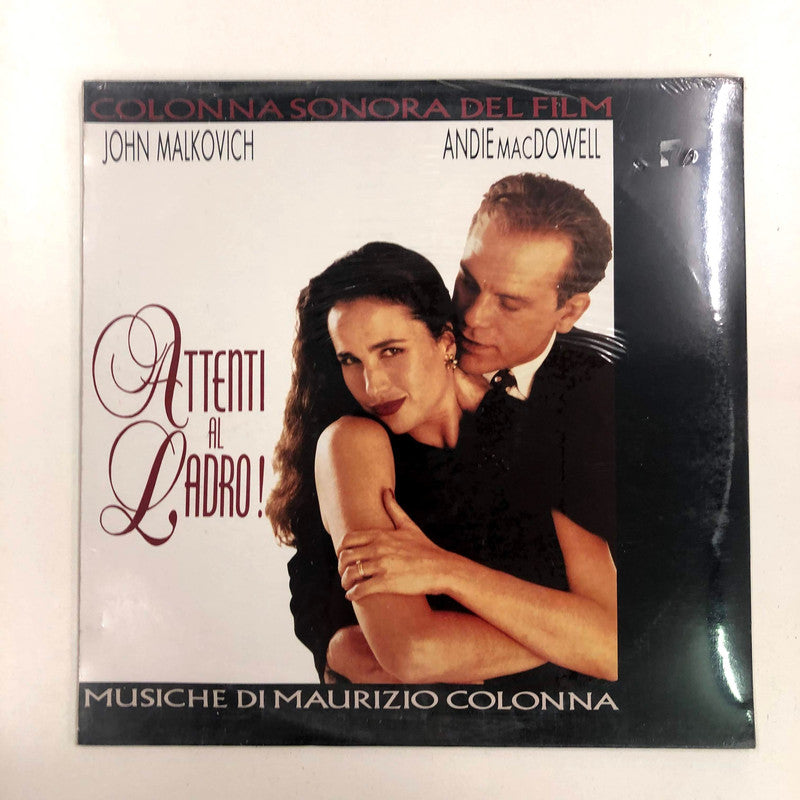 COLONNA SONORA DEL FILM
JOHN MALKOVICH
ANDIE MACDOWELL
ATTENTI
AL
LADRO!
MUSICHE DI MAURIZIO COLONNA